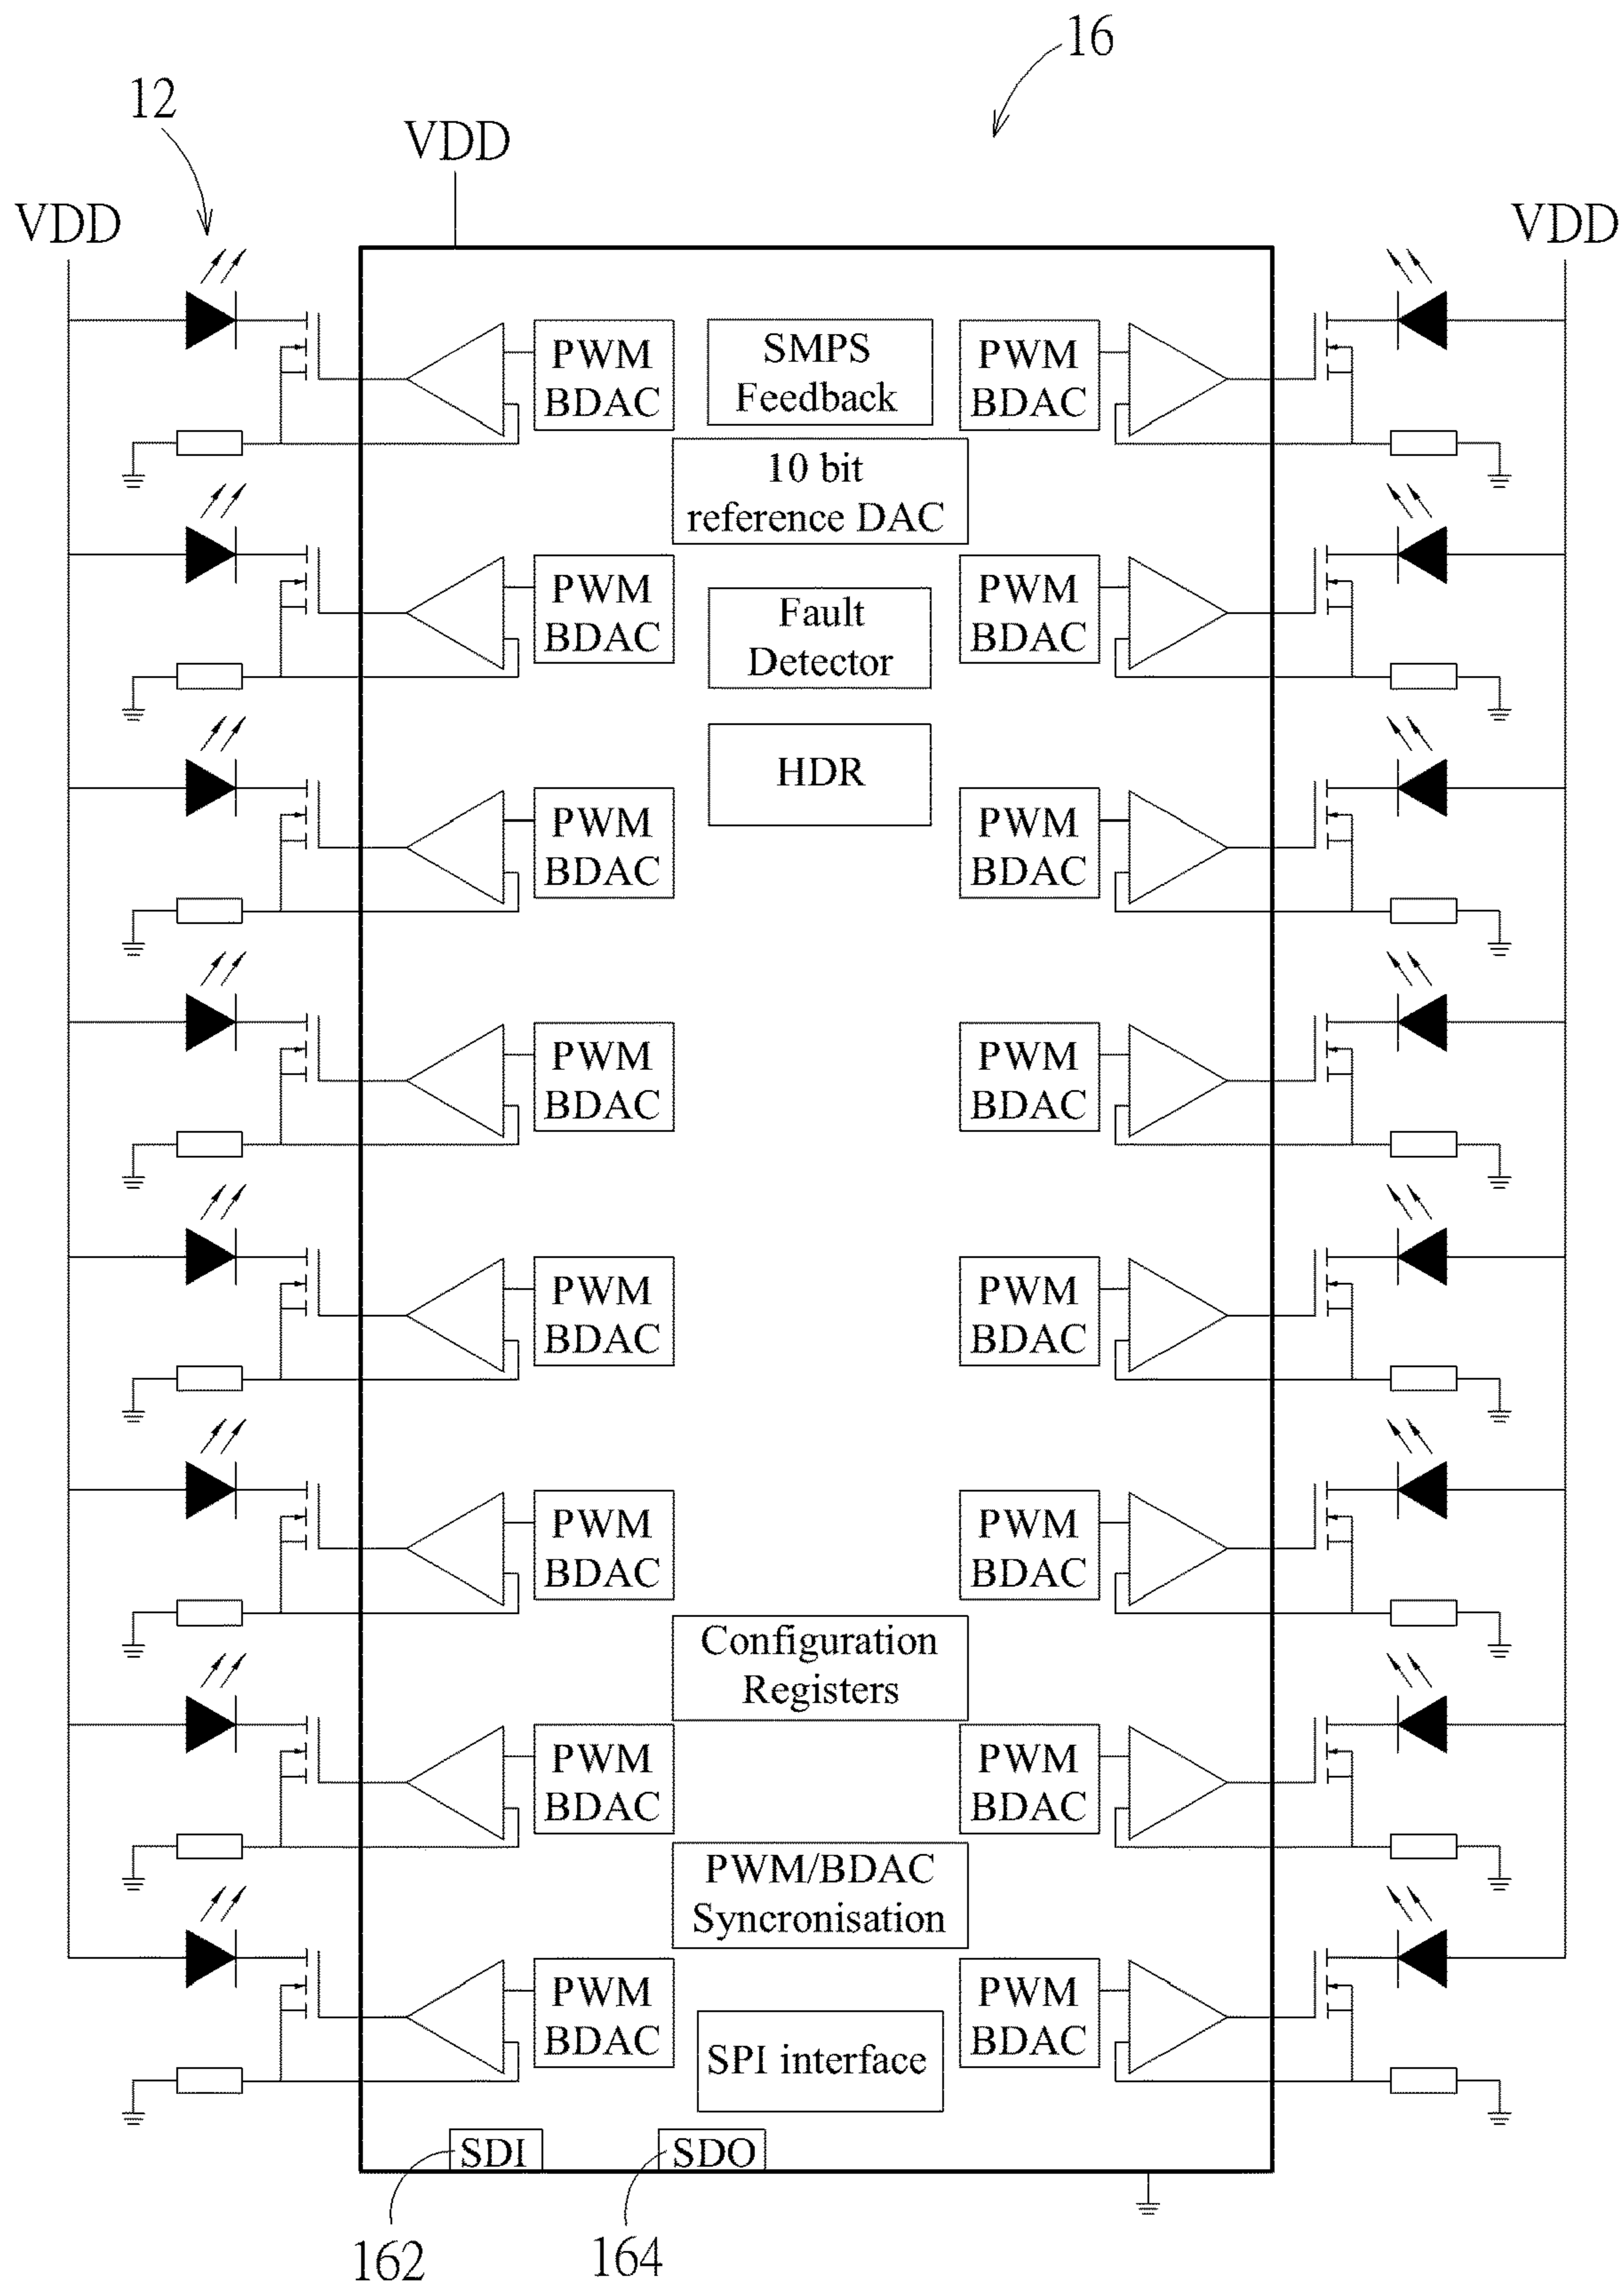 16
12
VDD
VDD
VDD
PWM
BDAC
SMPS
Feedback
PWM
BDAC
10 bit
reference DAC
PWM
BDAC
Fault
Detector
PWM
BDAC
HDR
PWM
BDAC
PWM
BDAC
PWM
BDAC
PWM
BDAC
PWM
BDAC
PWM
BDAC
PWM
BDAC
PWM
BDAC
Configuration
Registers
PWM
BDAC
PWM
BDAC
PWM/BDAC
Syncronisation
PWM
BDAC
SPI interface
PWM
BDAC
SDI
SDO
162
164